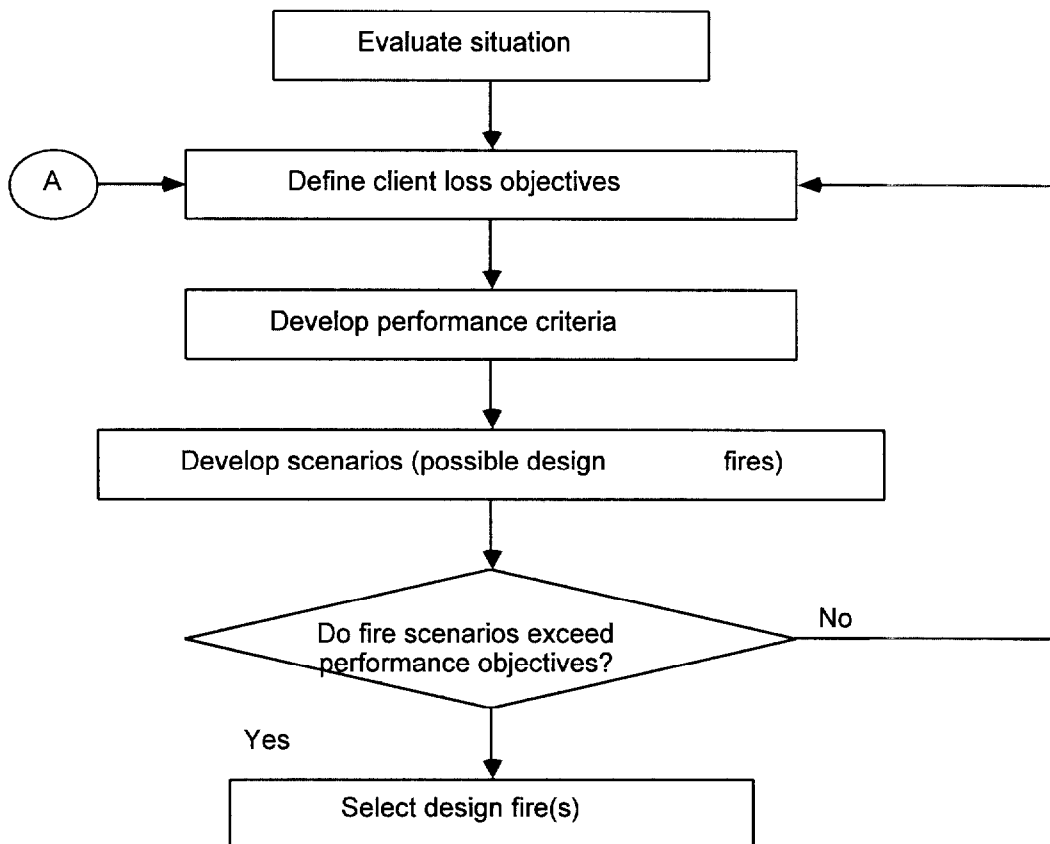 Evaluate situation
A
Define client loss objectives
Develop performance criteria
Develop scenarios (possible design fires)
Do fire scenarios exceed
performance objectives?
No
Yes
Select design fire(s)